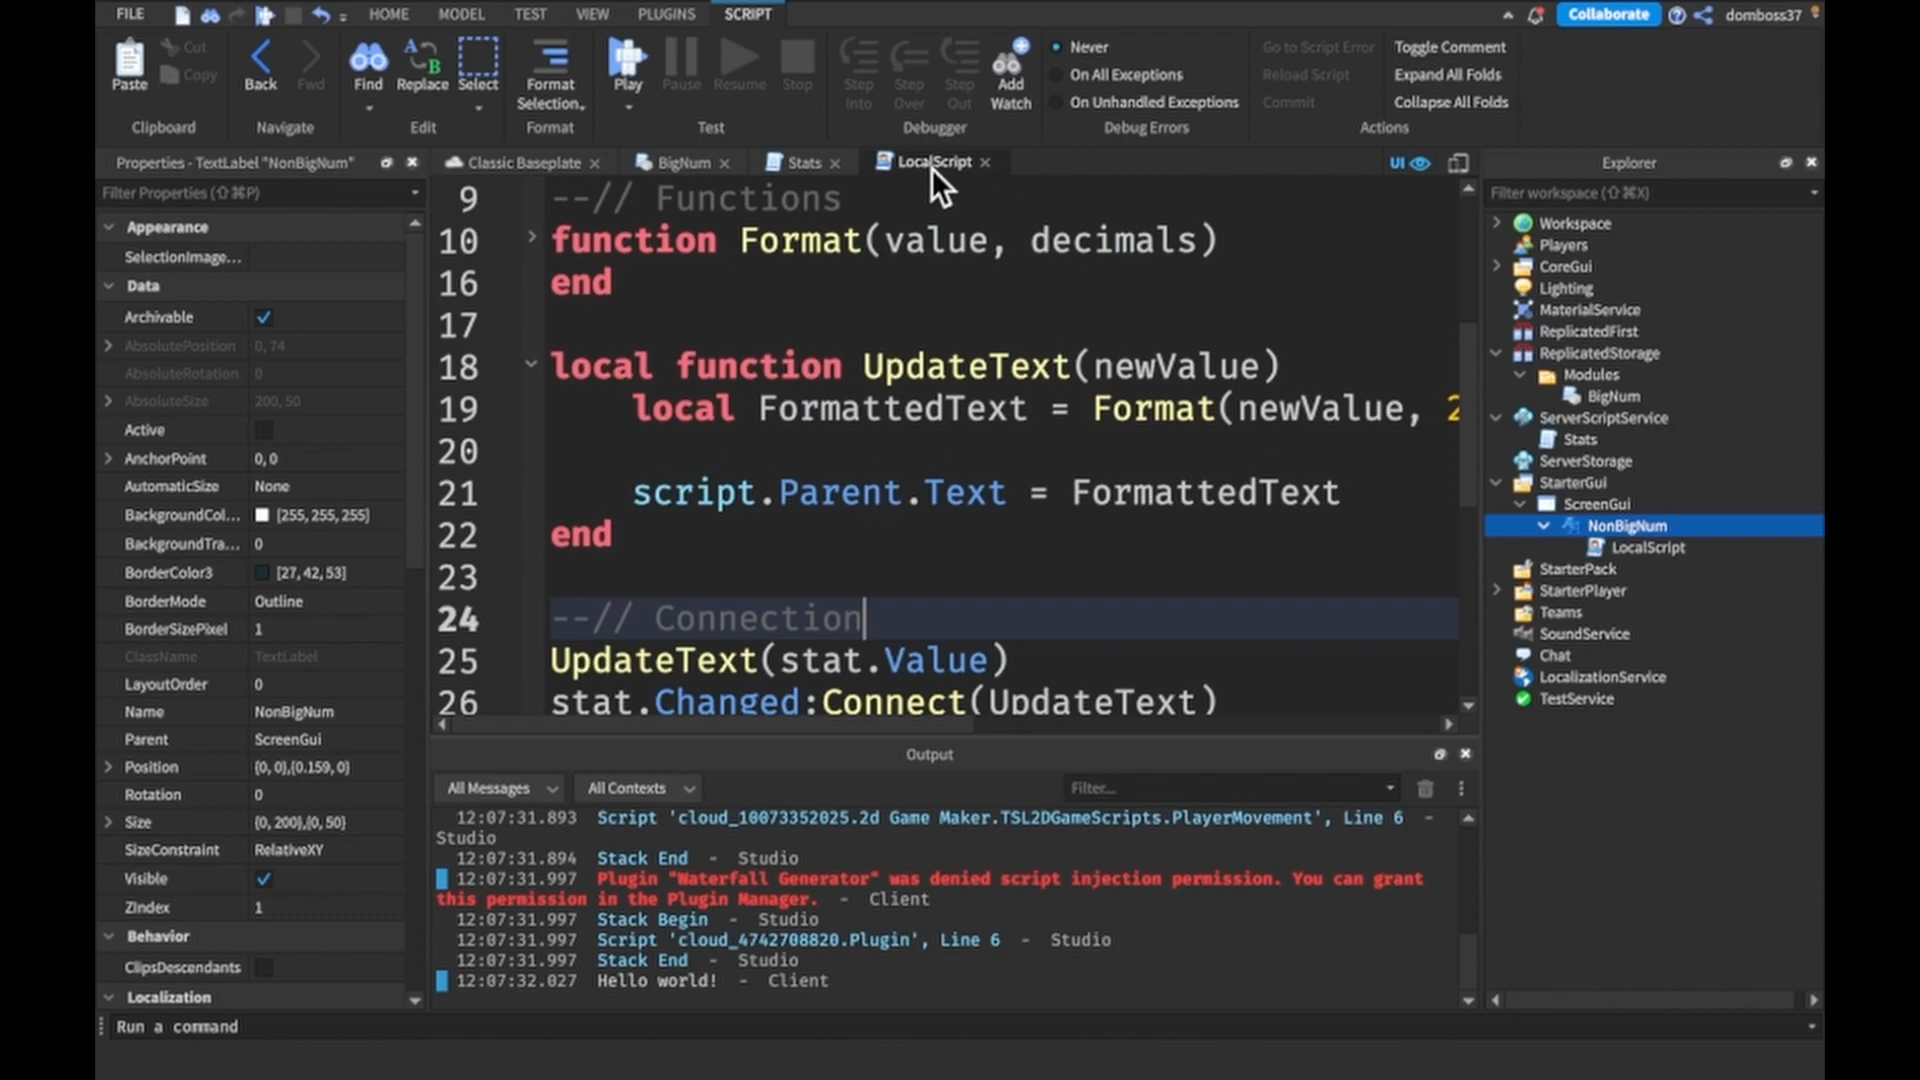 FILE HOME MODEL TEST VIEW PLUGINS SCRIPT Collaborate domboss37
Paste Cut Copy Back Fwd Find Replace Select Format Selection... Play Pause Resume Stop Step Into Step Over Step Out Add Watch
Never
On All Exceptions
On Unhandled Exceptions
Go to Script Error
Reload Script
Commit
Toggle Comment
Expand All Folds
Collapse All Folds
Clipboard Navigate Edit Format Test Debugger Debug Errors Actions
Properties - TextLabel "NonBigNum"
Filter Properties (⇧⌘P)
Appearance
SelectionImage...
Data
Archivable
AbsolutePosition 0, 74
AbsoluteRotation 0
AbsoluteSize 200, 50
Active
AnchorPoint 0, 0
AutomaticSize None
BackgroundCol... [255, 255, 255]
BackgroundTra... 0
BorderColor3 [27, 42, 53]
BorderMode Outline
BorderSizePixel 1
ClassName TextLabel
LayoutOrder 0
Name NonBigNum
Parent ScreenGui
Position {0, 0},{0.159, 0}
Rotation 0
Size {0, 200},{0, 50}
SizeConstraint RelativeXY
Visible
ZIndex 1
Behavior
ClipsDescendants
Localization
Classic Baseplate BigNum Stats LocalScript UI
9 --// Functions
10 function Format(value, decimals)
16 end
17
18 local function UpdateText(newValue)
19 local FormattedText = Format(newValue, 2
20
21 script.Parent.Text = FormattedText
22 end
23
24 --// Connection
25 UpdateText(stat.Value)
26 stat.Changed:Connect(UpdateText)
Output
All Messages All Contexts Filter...
12:07:31.893 Script 'cloud_10073352025.2d Game Maker.TSL2DGameScripts.PlayerMovement', Line 6 -
Studio
12:07:31.894 Stack End - Studio
12:07:31.997 Plugin "Waterfall Generator" was denied script injection permission. You can grant
this permission in the Plugin Manager. - Client
12:07:31.997 Stack Begin - Studio
12:07:31.997 Script 'cloud_4742708820.Plugin', Line 6 - Studio
12:07:31.997 Stack End - Studio
12:07:32.027 Hello world! - Client
Explorer
Filter workspace (⇧⌘X)
Workspace
Players
CoreGui
Lighting
MaterialService
ReplicatedFirst
ReplicatedStorage
Modules
BigNum
ServerScriptService
Stats
ServerStorage
StarterGui
ScreenGui
NonBigNum
LocalScript
StarterPack
StarterPlayer
Teams
SoundService
Chat
LocalizationService
TestService
Run a command